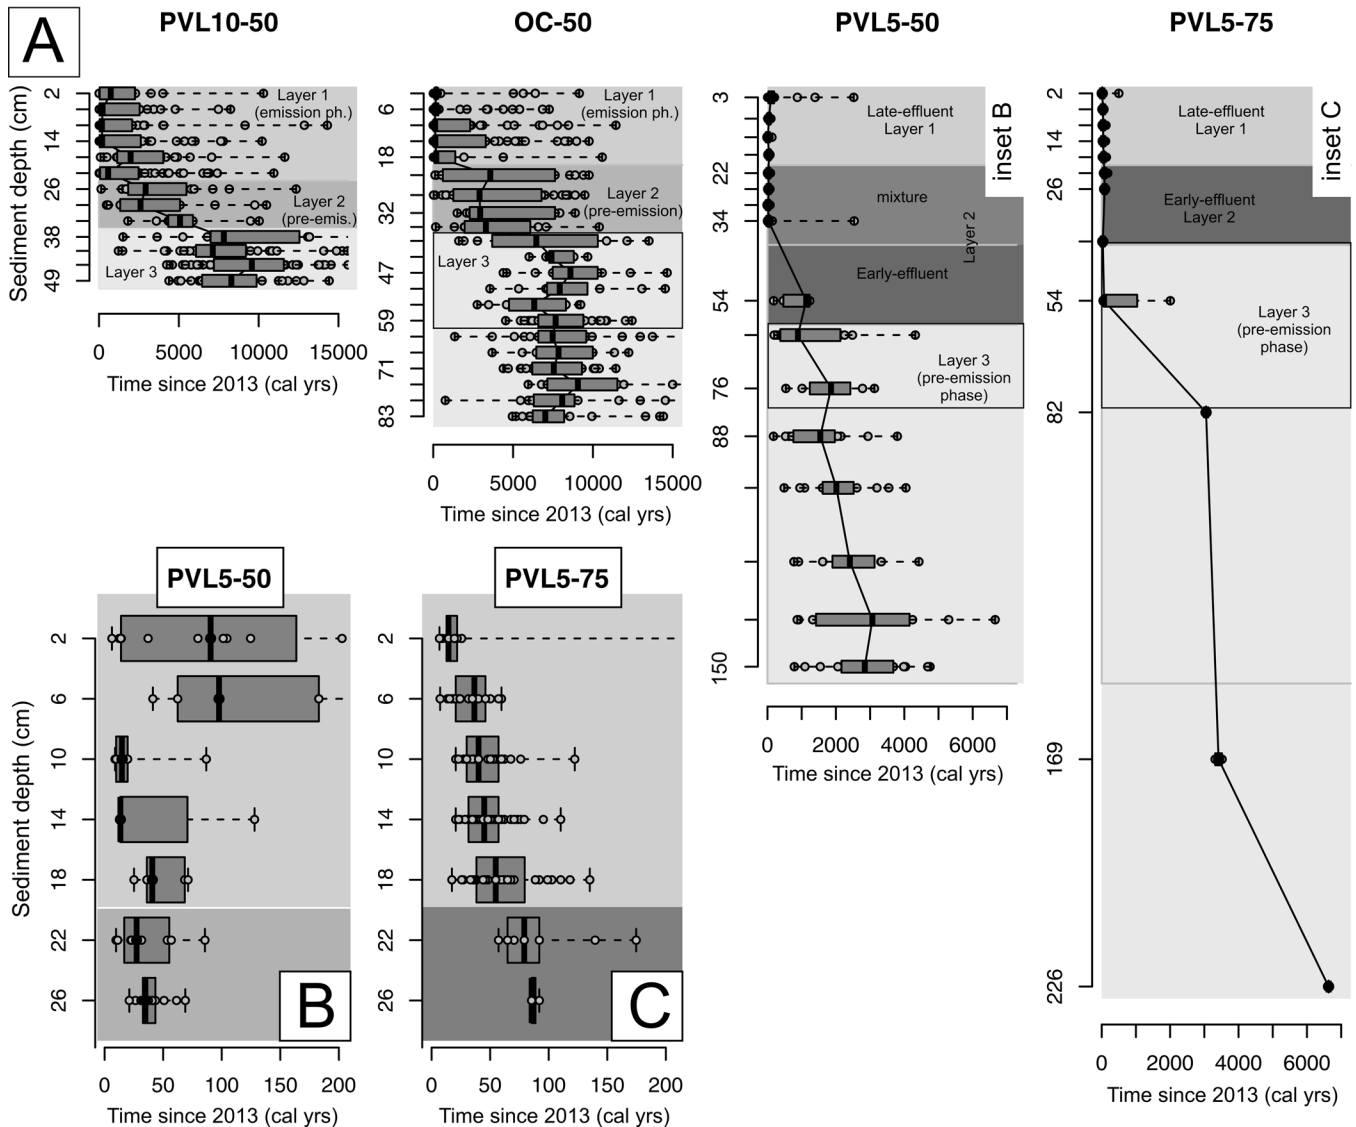 A
PVL10-50
OC-50
PVL5-50
PVL5-75
Sediment depth (cm)
2
14
26
38
49
Layer 1
(emission ph.)
Layer 2
(pre-emis.)
Layer 3
0
5000
10000
15000
Time since 2013 (cal yrs)
6
18
32
47
59
71
83
Layer 1
(emission ph.)
Layer 2
(pre-emission)
Layer 3
0
5000
10000
15000
Time since 2013 (cal yrs)
3
22
34
54
76
88
150
Late-effluent
Layer 1
inset B
mixture
Layer 2
Early-effluent
Layer 3
(pre-emission
phase)
0
2000
4000
6000
Time since 2013 (cal yrs)
2
14
26
54
82
169
226
Late-effluent
Layer 1
inset C
Early-effluent
Layer 2
Layer 3
(pre-emission
phase)
0
2000
4000
6000
Time since 2013 (cal yrs)
PVL5-50
Sediment depth (cm)
2
6
10
14
18
22
26
B
0
50
100
150
200
Time since 2013 (cal yrs)
PVL5-75
2
6
10
14
18
22
26
C
0
50
100
150
200
Time since 2013 (cal yrs)